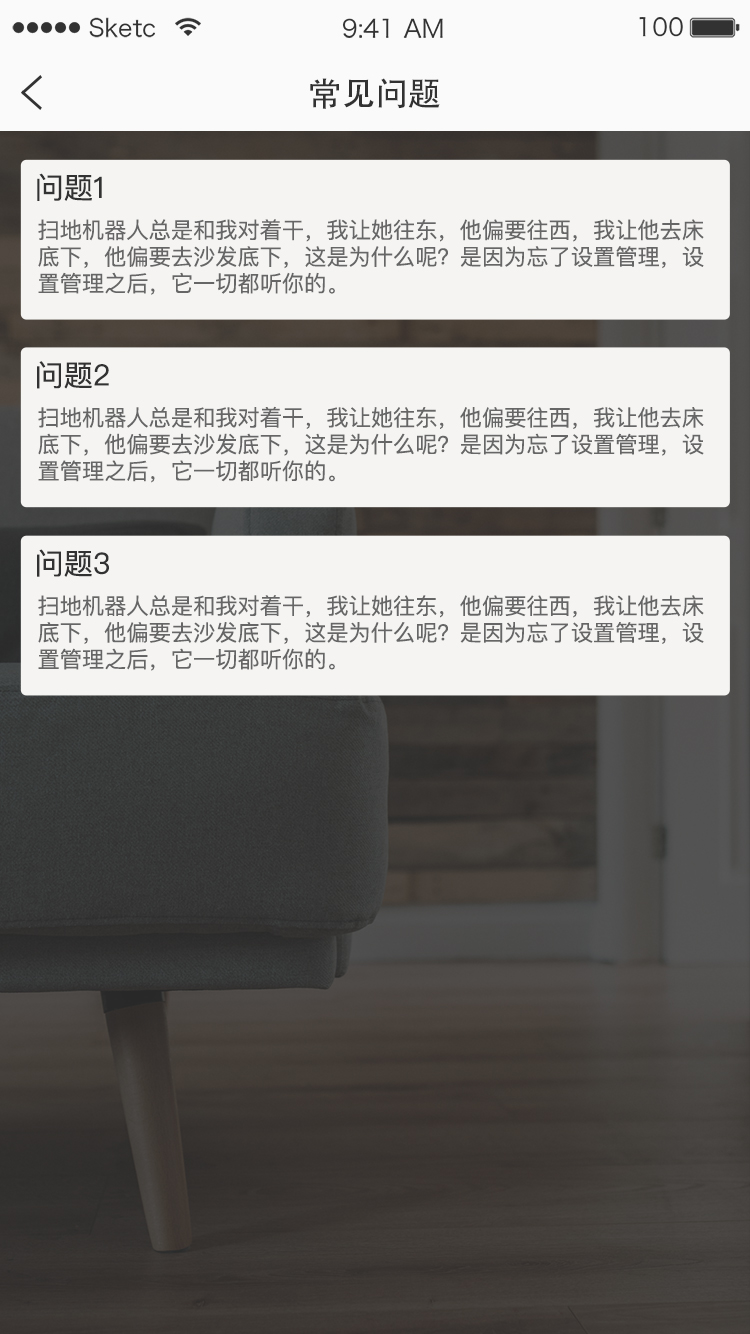 Sketc 9:41 AM 100
常见问题
问题1
扫地机器人总是和我对着干，我让她往东，他偏要往西，我让他去床
底下，他偏要去沙发底下，这是为什么呢？是因为忘了设置管理，设
置管理之后，它一切都听你的。
问题2
扫地机器人总是和我对着干，我让她往东，他偏要往西，我让他去床
底下，他偏要去沙发底下，这是为什么呢？是因为忘了设置管理，设
置管理之后，它一切都听你的。
问题3
扫地机器人总是和我对着干，我让她往东，他偏要往西，我让他去床
底下，他偏要去沙发底下，这是为什么呢？是因为忘了设置管理，设
置管理之后，它一切都听你的。